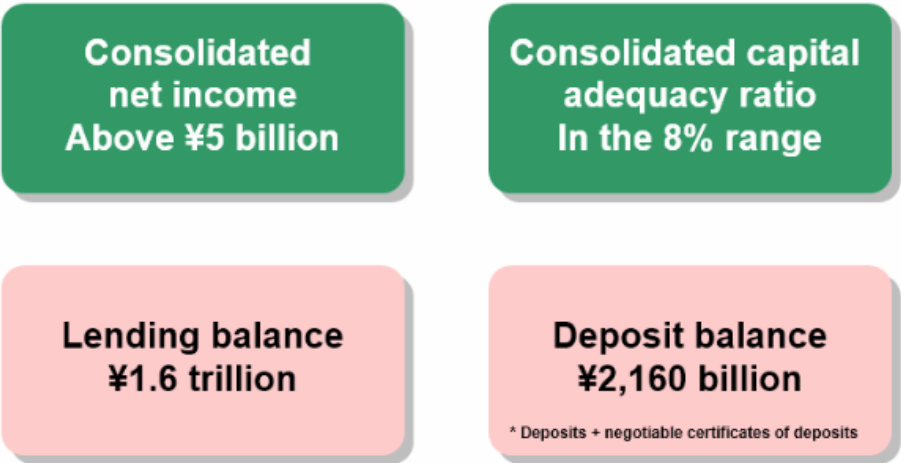 Consolidated
net income
Above ¥5 billion
Consolidated capital
adequacy ratio
In the 8% range
Lending balance
¥1.6 trillion
Deposit balance
¥2,160 billion
* Deposits + negotiable certificates of deposits